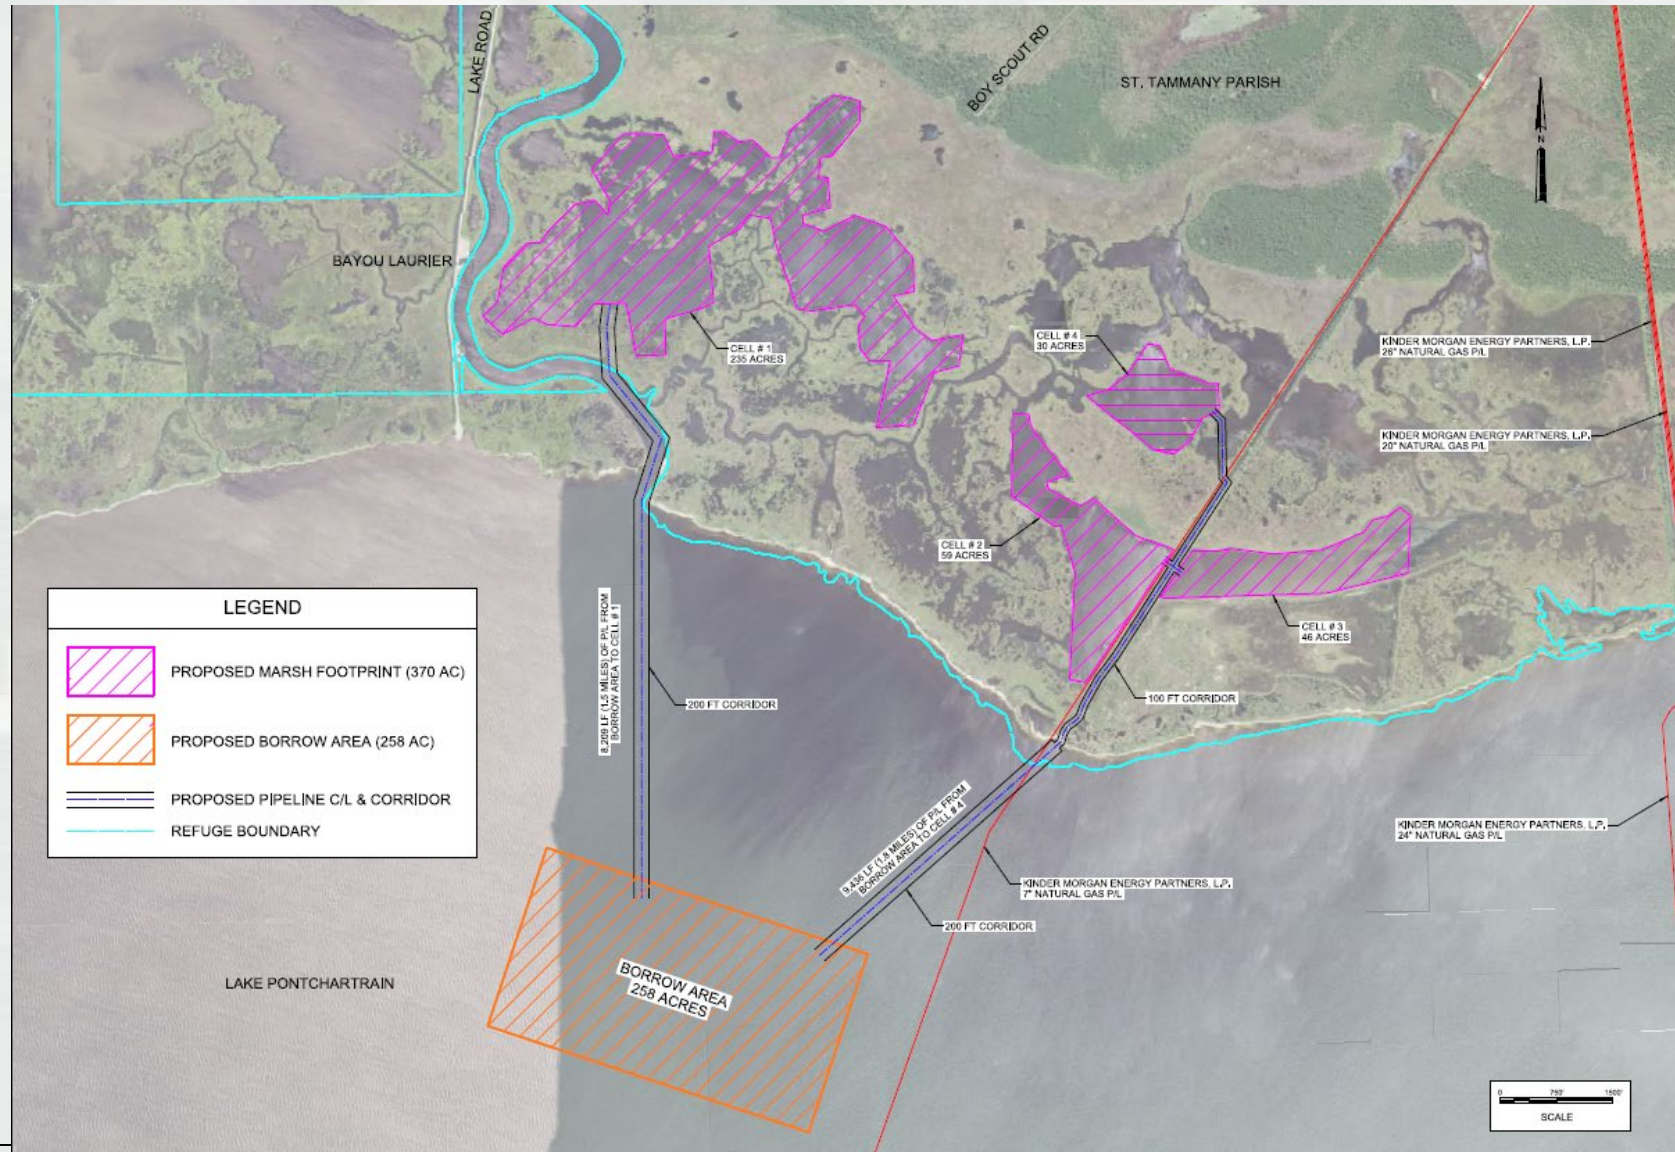 LAKE ROAD
BOY SCOUT RD
ST. TAMMANY PARISH
N
BAYOU LAURIER
CELL # 1
235 ACRES
CELL # 4
30 ACRES
KINDER MORGAN ENERGY PARTNERS, L.P.
26" NATURAL GAS P/L
KINDER MORGAN ENERGY PARTNERS, L.P.
20" NATURAL GAS P/L
CELL # 2
59 ACRES
CELL # 3
46 ACRES
LEGEND
PROPOSED MARSH FOOTPRINT (370 AC)
PROPOSED BORROW AREA (258 AC)
PROPOSED PIPELINE C/L & CORRIDOR
REFUGE BOUNDARY
8,209 LF (1.5 MILES) OF P/L FROM
BORROW AREA TO CELL # 1
200 FT CORRIDOR
100 FT CORRIDOR
9,436 LF (1.8 MILES) OF P/L FROM
BORROW AREA TO CELL # 4
KINDER MORGAN ENERGY PARTNERS, L.P.
24" NATURAL GAS P/L
KINDER MORGAN ENERGY PARTNERS, L.P.
7" NATURAL GAS P/L
200 FT CORRIDOR
BORROW AREA
258 ACRES
LAKE PONTCHARTRAIN
0 750' 1500'
SCALE